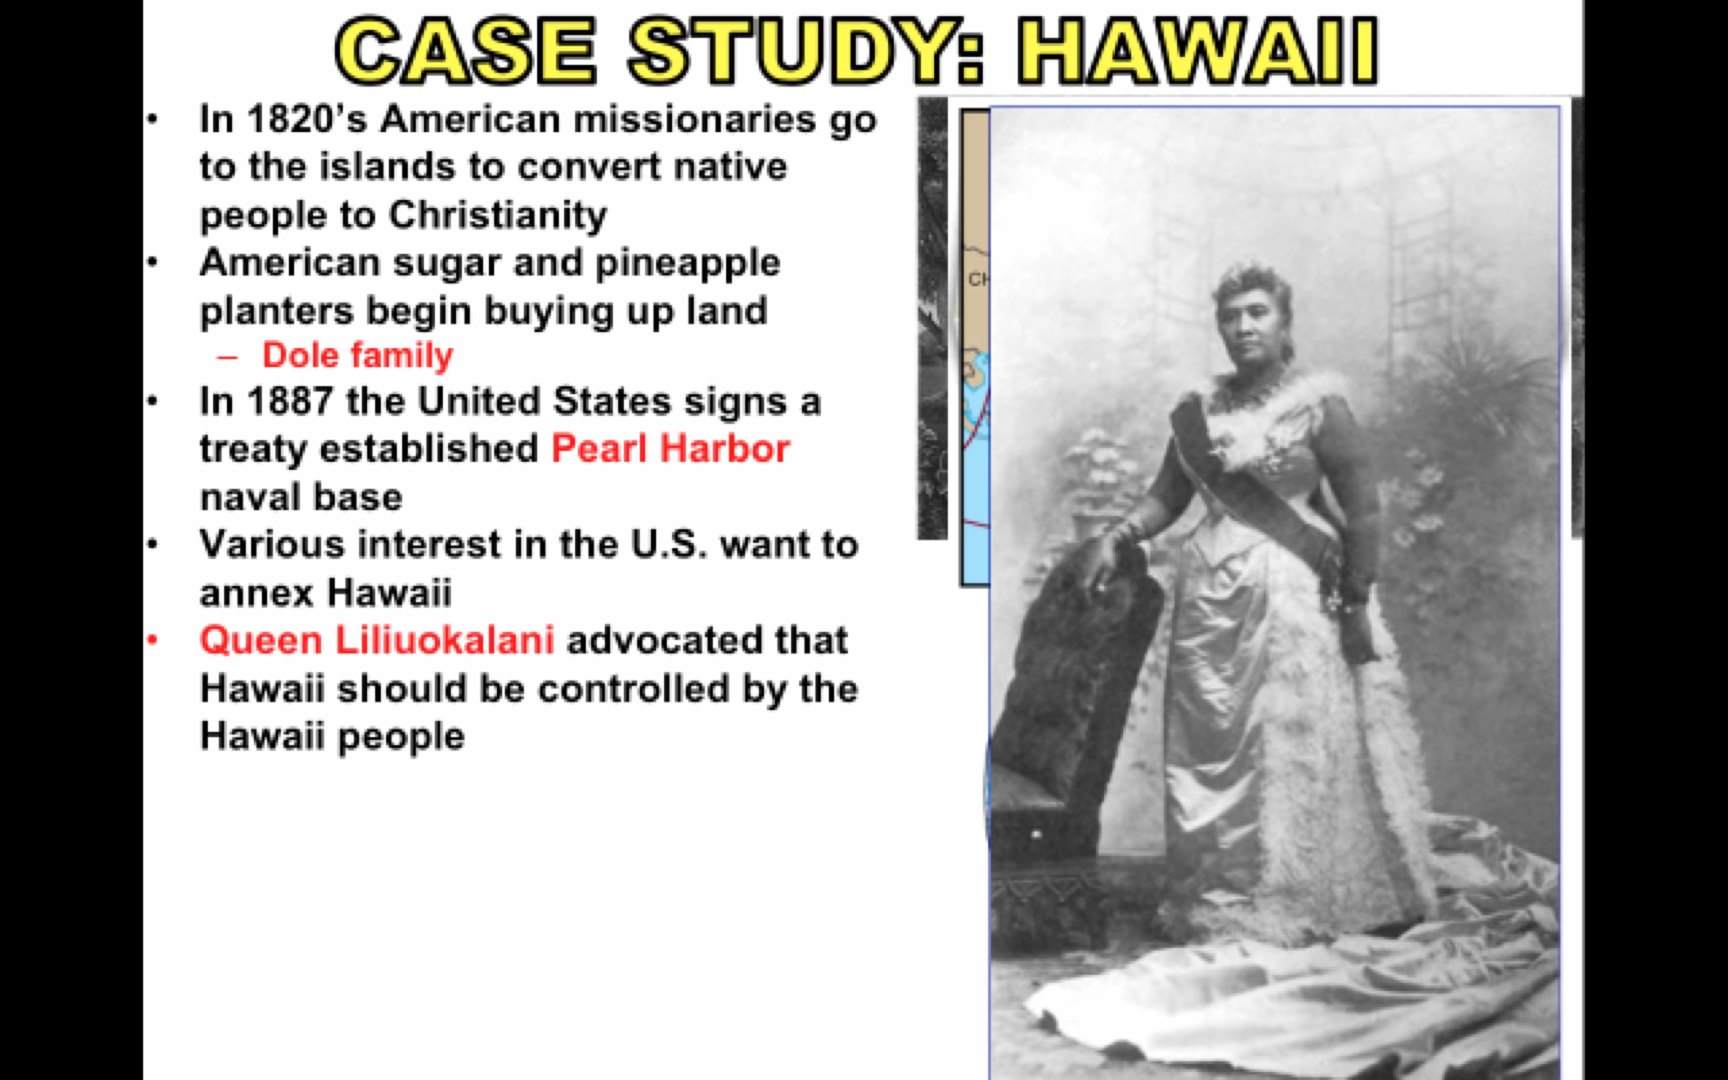 CASE STUDY: HAWAII
• In 1820’s American missionaries go
to the islands to convert native
people to Christianity
• American sugar and pineapple
planters begin buying up land
– Dole family
• In 1887 the United States signs a
treaty established Pearl Harbor
naval base
• Various interest in the U.S. want to
annex Hawaii
• Queen Liliuokalani advocated that
Hawaii should be controlled by the
Hawaii people